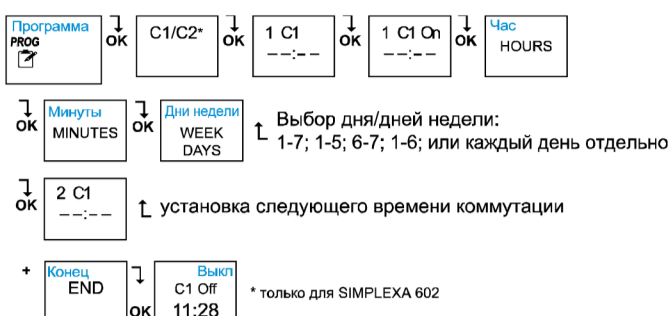 Программа
PROG
OK
C1/C2*
OK
1 C1
--:--
OK
1 C1 On
--:--
OK
Час
HOURS
OK
Минуты
MINUTES
OK
Дни недели
WEEK
DAYS
Выбор дня/дней недели:
1-7; 1-5; 6-7; 1-6; или каждый день отдельно
OK
2 C1
--:--
установка следующего времени коммутации
+
Конец
END
OK
Выкл
C1 Off
11:28
* только для SIMPLEXA 602